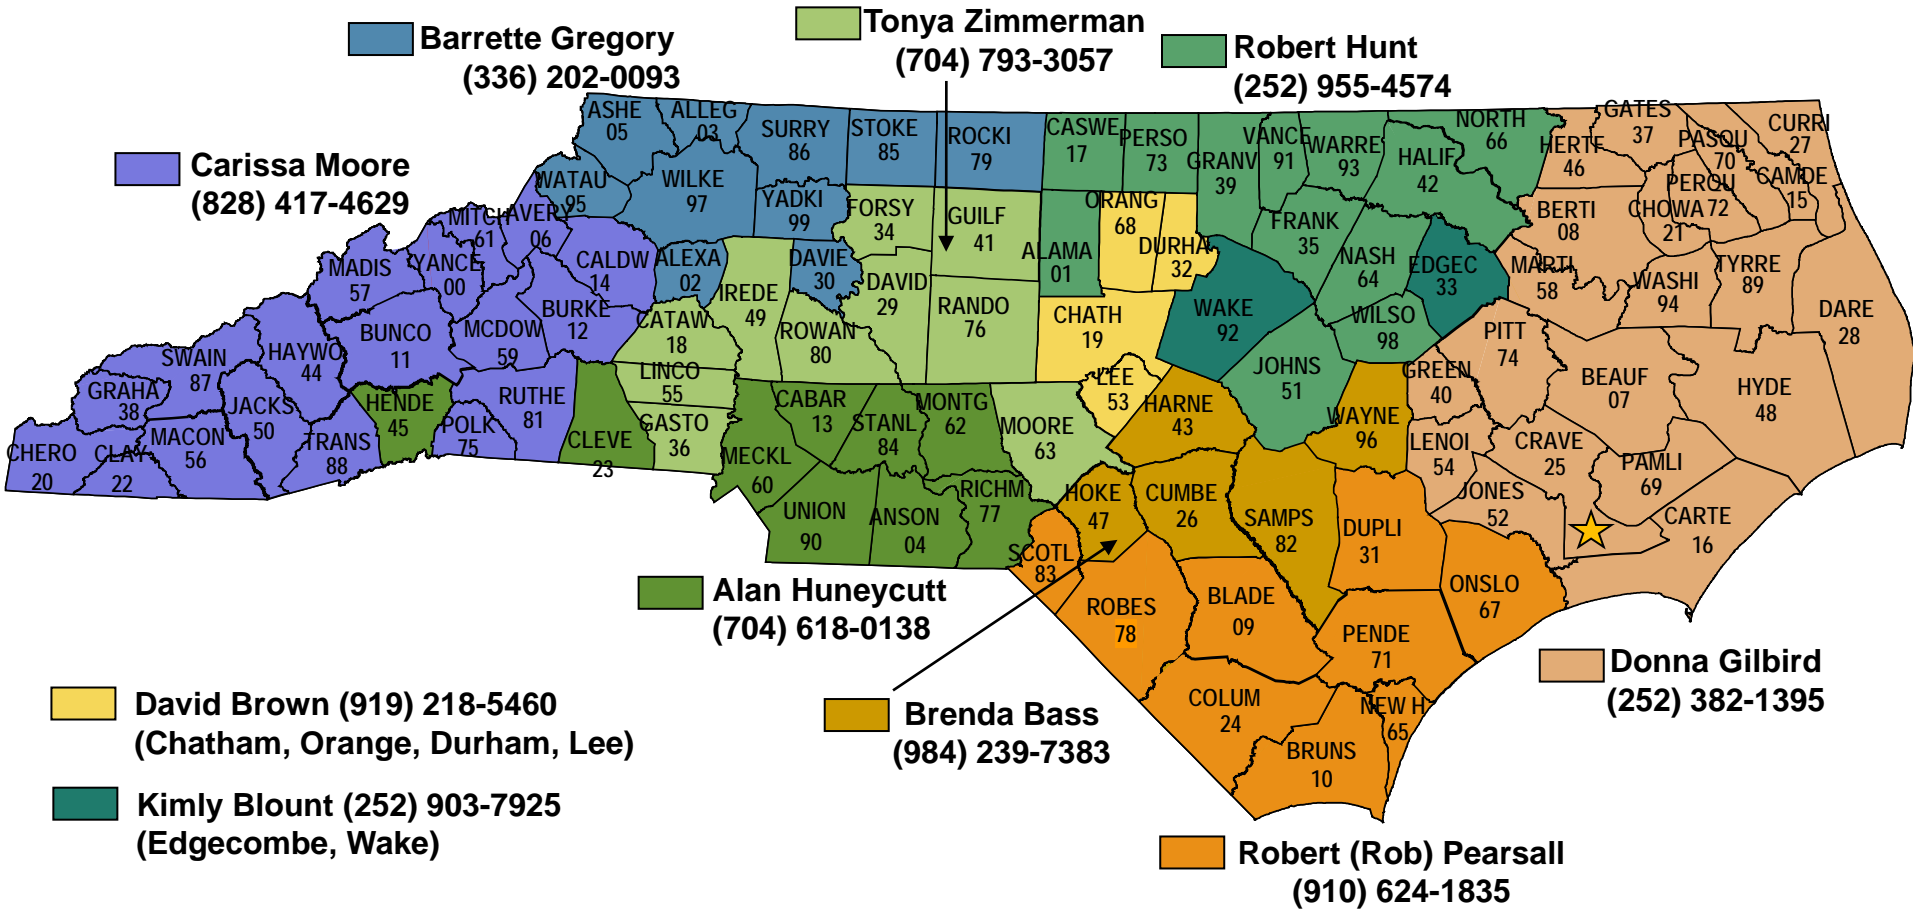 Barrette Gregory
(336) 202-0093
Tonya Zimmerman
(704) 793-3057
Robert Hunt
(252) 955-4574
Carissa Moore
(828) 417-4629
ASHE
05
ALLEG
03
SURRY
86
STOKE
85
ROCKI
79
CASWE
17
PERSO
73
GRANV
39
VANCE
91
WARRE
93
HALIF
42
NORTH
66
HERTF
46
GATES
37
PASQU
70
CURRI
27
CAMDE
15
PERQU
72
CHOWA
21
BERTI
08
WATAU
95
WILKE
97
YADKI
99
FORSY
34
GUILF
41
ALAMA
01
ORANG
68
DURHA
32
FRANK
35
NASH
64
EDGEC
33
MARTI
58
WASHI
94
TYRRE
89
DARE
28
MITCH
61
AVERY
06
CALDW
14
ALEXA
02
IREDE
49
DAVIE
30
DAVID
29
RANDO
76
CHATH
19
WAKE
92
WILSO
98
PITT
74
BEAUF
07
HYDE
48
MADIS
57
YANCE
00
BURKE
12
CATAW
18
ROWAN
80
LEE
53
JOHNS
51
GREEN
40
SWAIN
87
HAYWO
44
BUNCO
11
MCDOW
59
LINCO
55
GRAHA
38
JACKS
50
HENDE
45
RUTHE
81
POLK
75
CLEVE
23
GASTO
36
CABAR
13
STANL
84
MONTG
62
MOORE
63
HARNE
43
WAYNE
96
LENOI
54
CRAVE
25
PAMLI
69
CHERO
20
CLAY
22
MACON
56
TRANS
88
MECKL
60
UNION
90
ANSON
04
RICHM
77
HOKE
47
CUMBE
26
SAMPS
82
DUPLI
31
JONES
52
CARTE
16
SCOTL
83
ROBES
78
BLADE
09
PENDE
71
ONSLO
67
COLUM
24
NEW H
65
BRUNS
10
Alan Huneycutt
(704) 618-0138
Donna Gilbird
(252) 382-1395
David Brown (919) 218-5460
(Chatham, Orange, Durham, Lee)
Brenda Bass
(984) 239-7383
Kimly Blount (252) 903-7925
(Edgecombe, Wake)
Robert (Rob) Pearsall
(910) 624-1835